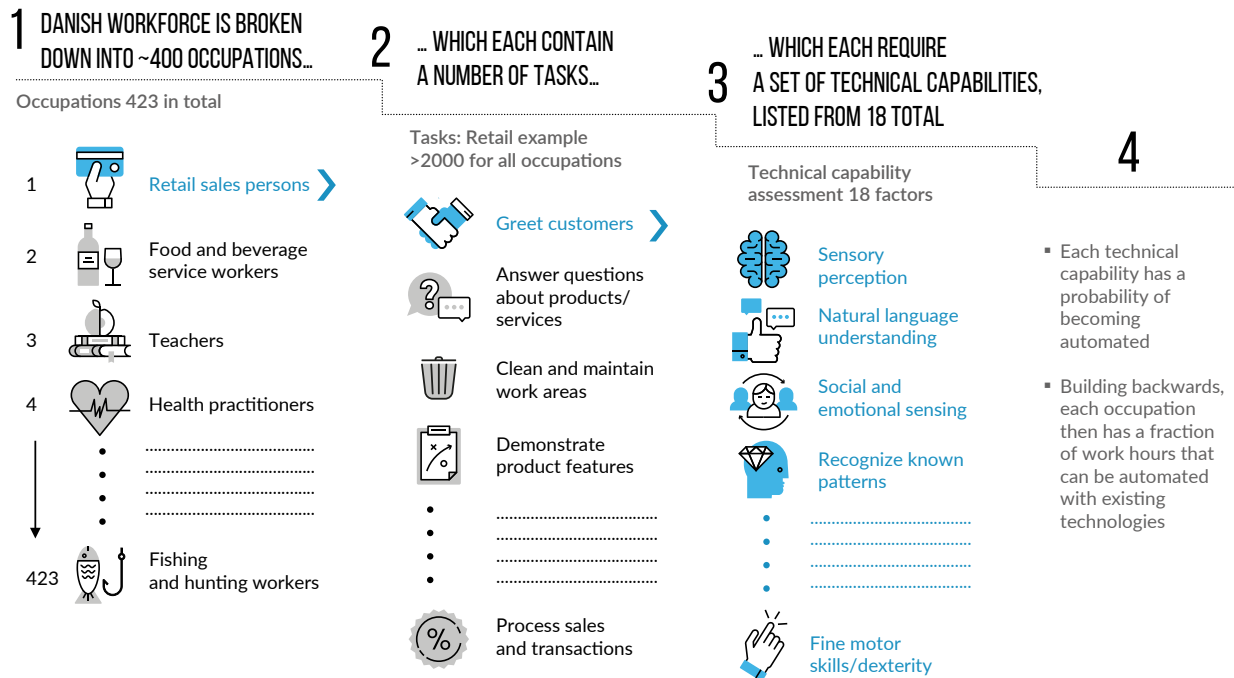 1
DANISH WORKFORCE IS BROKEN
DOWN INTO ~400 OCCUPATIONS...
Occupations 423 in total
1
Retail sales persons
2
Food and beverage
service workers
3
Teachers
4
Health practitioners
423
Fishing
and hunting workers
2
... WHICH EACH CONTAIN
A NUMBER OF TASKS...
Tasks: Retail example
>2000 for all occupations
Greet customers
Answer questions
about products/
services
Clean and maintain
work areas
Demonstrate
product features
Process sales
and transactions
3
... WHICH EACH REQUIRE
A SET OF TECHNICAL CAPABILITIES,
LISTED FROM 18 TOTAL
Technical capability
assessment 18 factors
Sensory
perception
Natural language
understanding
Social and
emotional sensing
Recognize known
patterns
Fine motor
skills/dexterity
4
▪ Each technical
capability has a
probability of
becoming
automated
▪ Building backwards,
each occupation
then has a fraction
of work hours that
can be automated
with existing
technologies